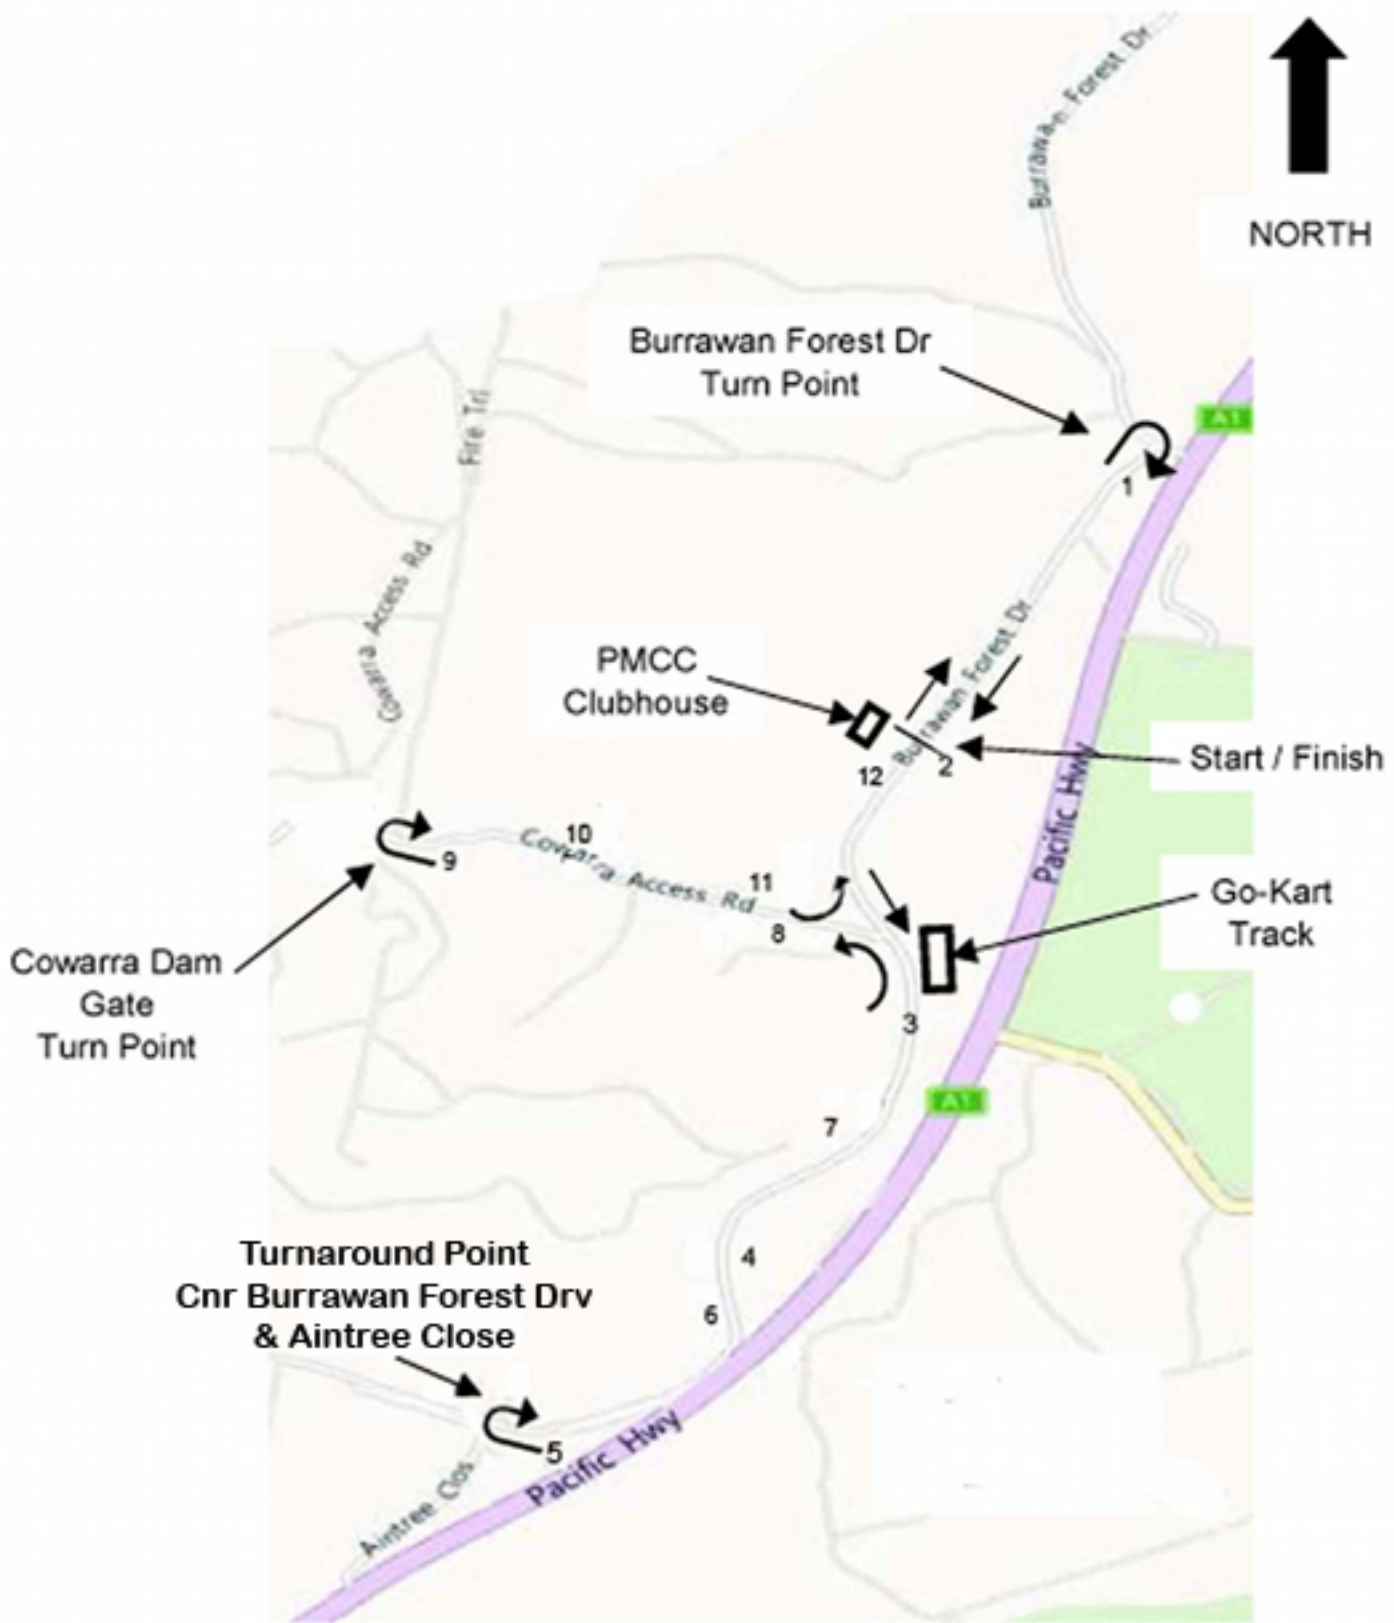 Burrawan Forest Dr
NORTH
Burrawan Forest Dr
Turn Point
A1
Fire Trl
Cowarra Access Rd
1
Burrawan Forest Dr
PMCC
Clubhouse
Start / Finish
2
12
Pacific Hwy
10
Cowarra Access Rd
9
11
8
Go-Kart
Track
Cowarra Dam
Gate
Turn Point
3
A1
7
Turnaround Point
Cnr Burrawan Forest Drv
& Aintree Close
4
6
5
Pacific Hwy
Aintree Clos